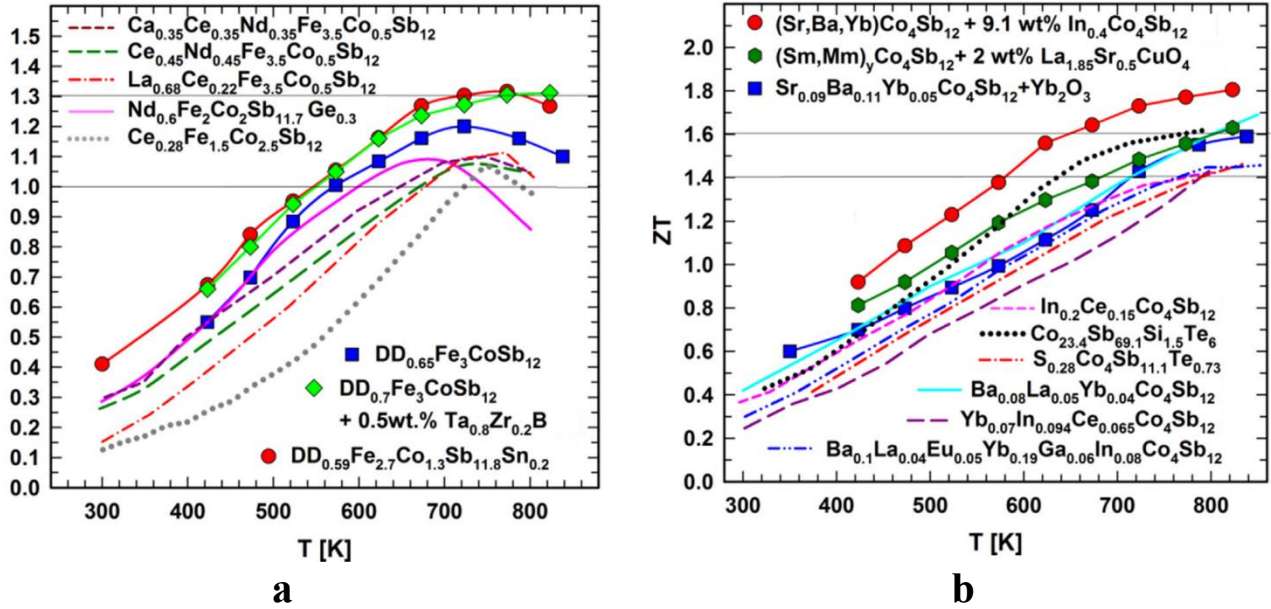 Ca0.35Ce0.35Nd0.35Fe3.5Co0.5Sb12
Ce0.45Nd0.45Fe3.5Co0.5Sb12
La0.68Ce0.22Fe3.5Co0.5Sb12
Nd0.6Fe2Co2Sb11.7Ge0.3
Ce0.28Fe1.5Co2.5Sb12
DD0.65Fe3CoSb12
DD0.7Fe3CoSb12
+ 0.5wt.% Ta0.8Zr0.2B
DD0.59Fe2.7Co1.3Sb11.8Sn0.2
1.5
1.4
1.3
1.2
1.1
1.0
0.9
0.8
0.7
0.6
0.5
0.4
0.3
0.2
0.1
0.0
300 400 500 600 700 800
T [K]
a
(Sr,Ba,Yb)Co4Sb12 + 9.1 wt% In0.4Co4Sb12
(Sm,Mm)yCo4Sb12+ 2 wt% La1.85Sr0.5CuO4
Sr0.09Ba0.11Yb0.05Co4Sb12+Yb2O3
In0.2Ce0.15Co4Sb12
Co23.4Sb69.1Si1.5Te6
S0.28Co4Sb11.1Te0.73
Ba0.08La0.05Yb0.04Co4Sb12
Yb0.07In0.094Ce0.065Co4Sb12
Ba0.1La0.04Eu0.05Yb0.19Ga0.06In0.08Co4Sb12
ZT
2.0
1.8
1.6
1.4
1.2
1.0
0.8
0.6
0.4
0.2
0.0
300 400 500 600 700 800
T [K]
b